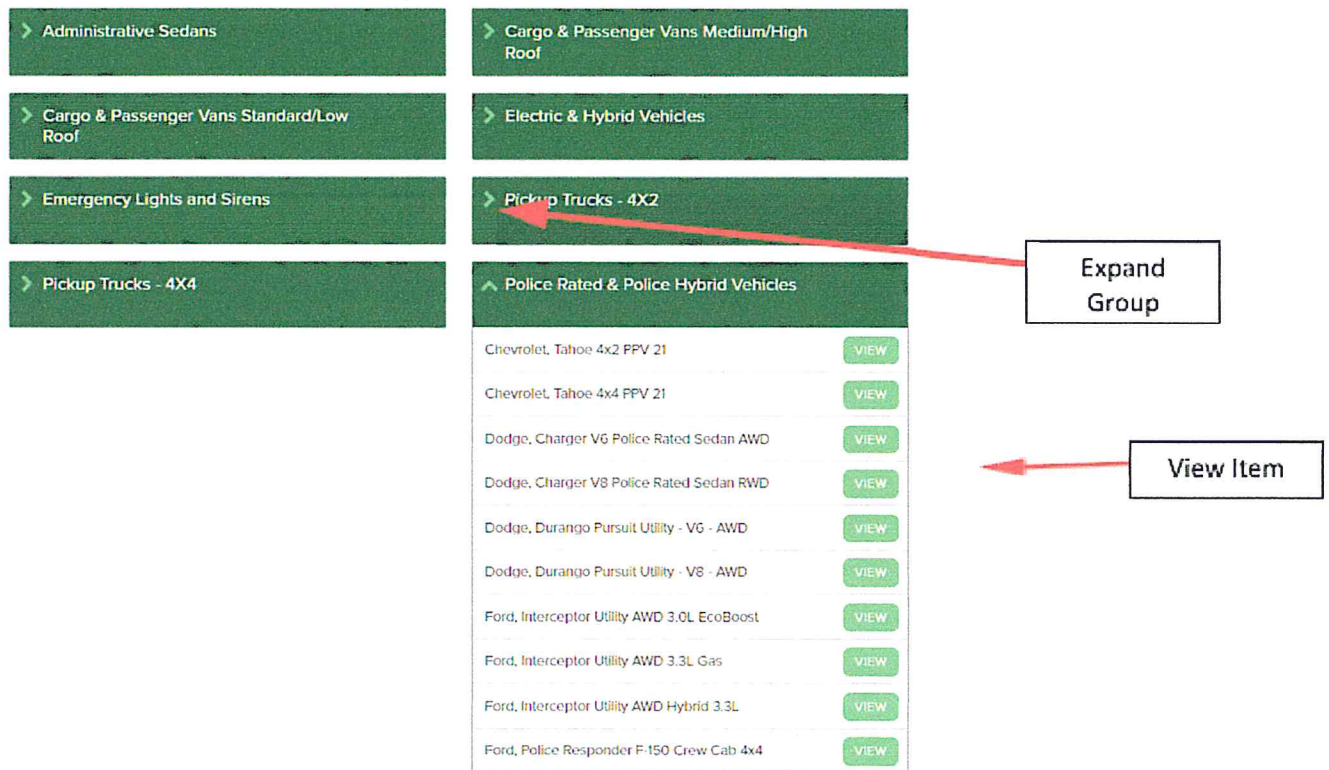 Administrative Sedans
Cargo & Passenger Vans Medium/High
Roof
Cargo & Passenger Vans Standard/Low
Roof
Electric & Hybrid Vehicles
Emergency Lights and Sirens
Pickup Trucks - 4X2
Expand
Group
Pickup Trucks - 4X4
Police Rated & Police Hybrid Vehicles
Chevrolet, Tahoe 4x2 PPV 21 VIEW
Chevrolet, Tahoe 4x4 PPV 21 VIEW
Dodge, Charger V6 Police Rated Sedan AWD VIEW
View Item
Dodge, Charger V8 Police Rated Sedan RWD VIEW
Dodge, Durango Pursuit Utility - V6 - AWD VIEW
Dodge, Durango Pursuit Utility - V8 - AWD VIEW
Ford, Interceptor Utility AWD 3.0L EcoBoost VIEW
Ford, Interceptor Utility AWD 3.3L Gas VIEW
Ford, Interceptor Utility AWD Hybrid 3.3L VIEW
Ford, Police Responder F-150 Crew Cab 4x4 VIEW